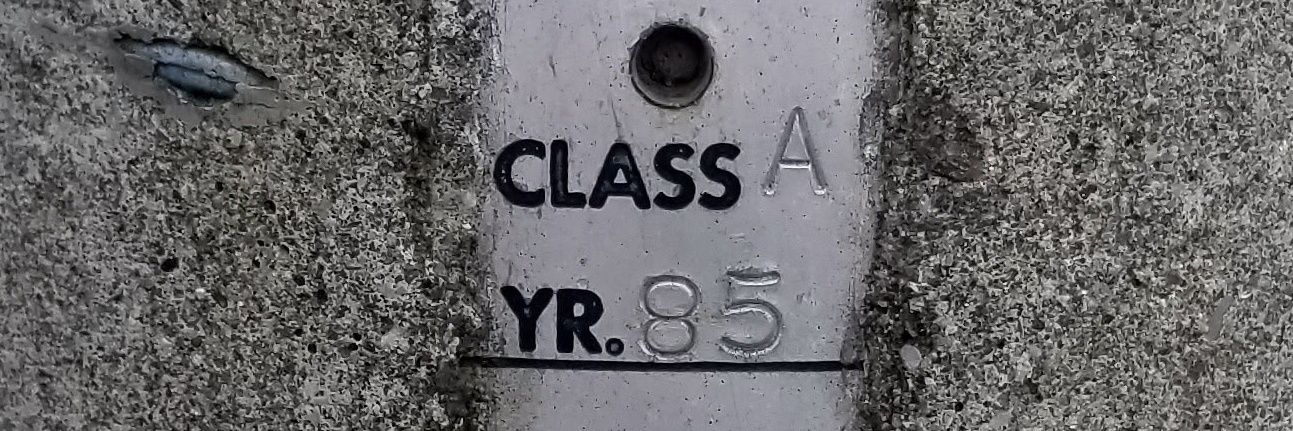 CLASS A
YR. 85